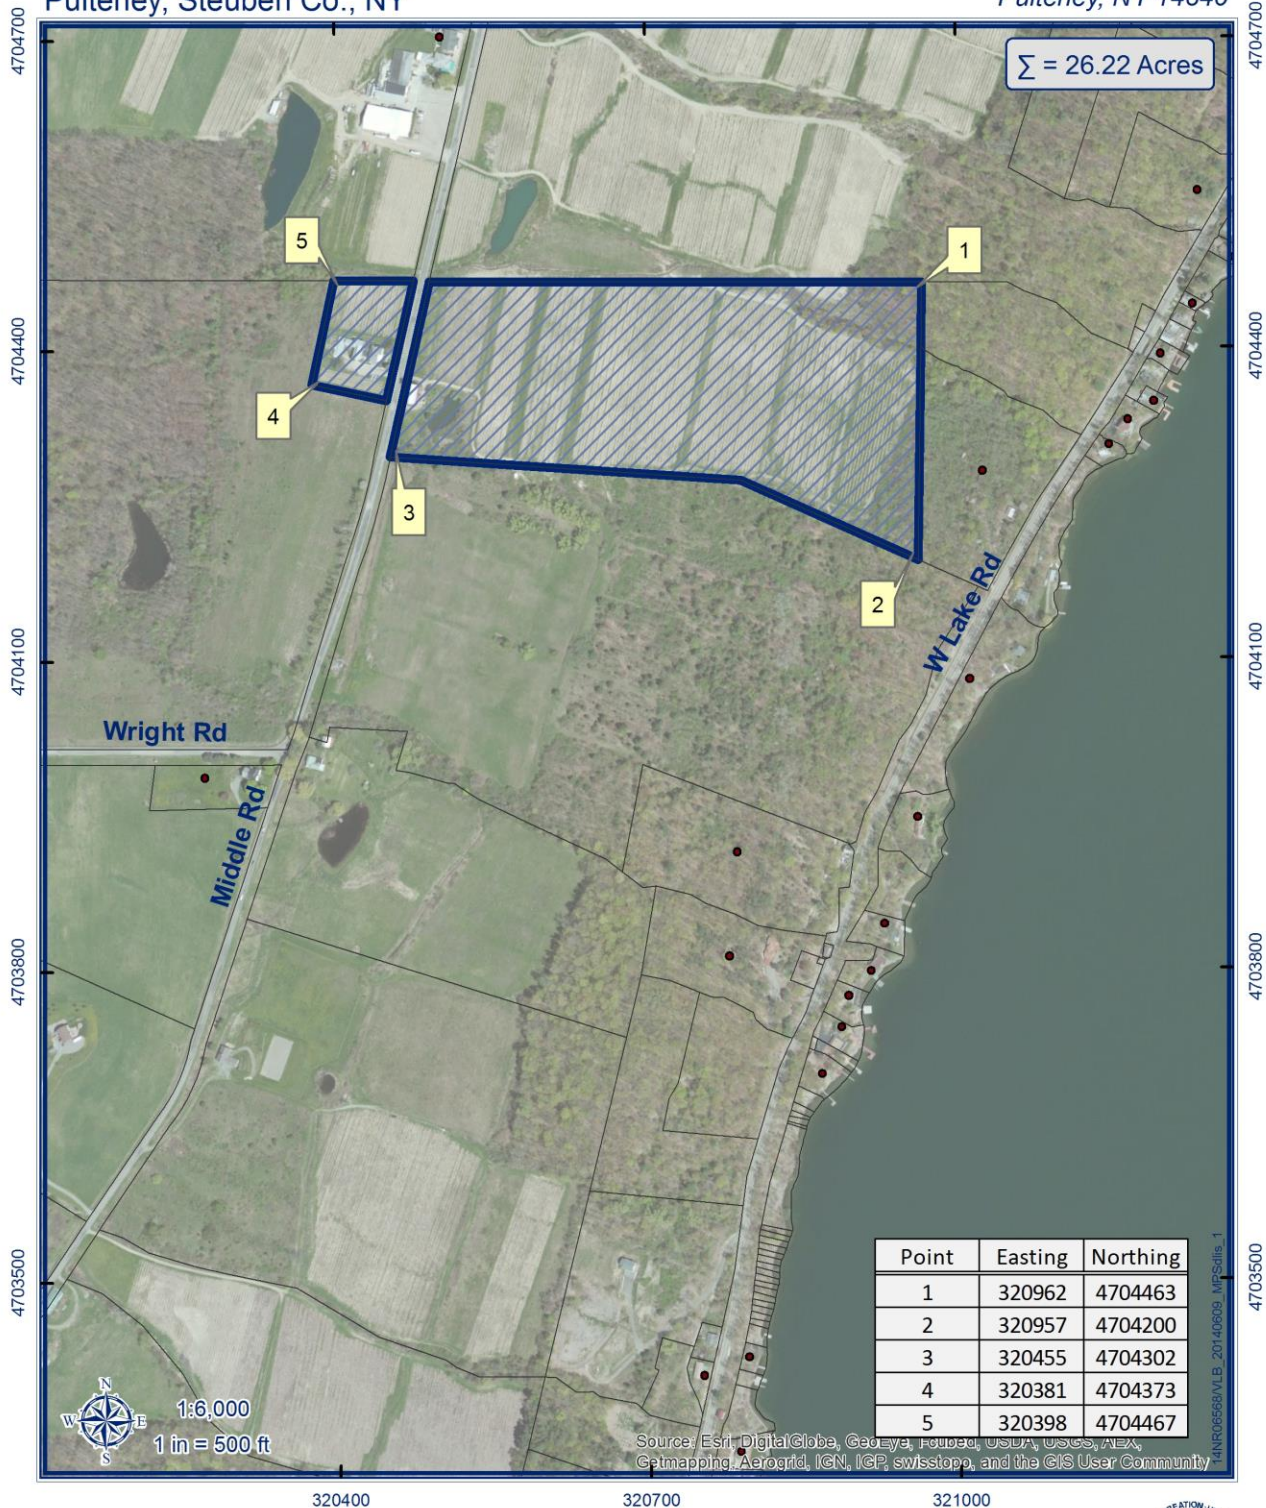 Pulteney, Steuben Co., NY
Pulteney, NY 14840
4704700
4704700
∑ = 26.22 Acres
5
1
4704400
4704400
4
3
2
W Lake Rd
4704100
4704100
Wright Rd
Middle Rd
4703800
4703800
4703500
4703500
Point Easting Northing
1 320962 4704463
2 320957 4704200
3 320455 4704302
4 320381 4704373
5 320398 4704467
14NR06568/VLB_20140609_MPSdlis_1
N
W E
S
1:6,000
1 in = 500 ft
Source: Esri, DigitalGlobe, GeoEye, i-cubed, USDA, USGS, AEX,
Getmapping, Aerogrid, IGN, IGP, swisstopo, and the GIS User Community
320400
320700
321000